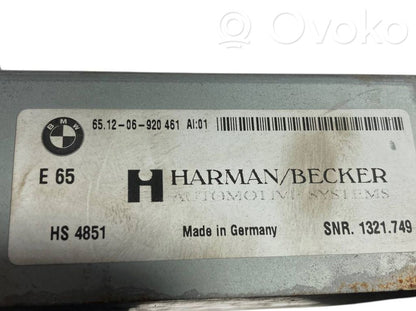 Ovoko
BMW
65.12-06-920 461 AI:01
E 65
HARMAN/BECKER
AUTOMOTIVE SYSTEMS
HS 4851 Made in Germany SNR. 1321.749